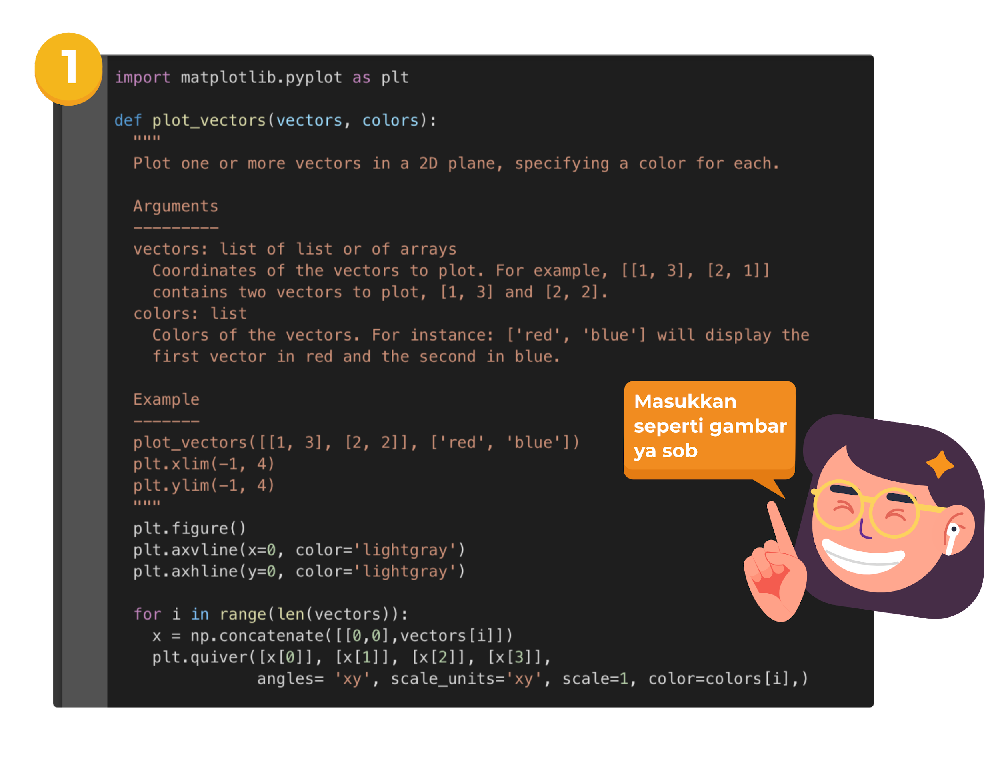 1
import matplotlib.pyplot as plt
def plot_vectors(vectors, colors):
  """
  Plot one or more vectors in a 2D plane, specifying a color for each.
  Arguments
  ---------
  vectors: list of list or of arrays
    Coordinates of the vectors to plot. For example, [[1, 3], [2, 1]]
    contains two vectors to plot, [1, 3] and [2, 2].
  colors: list
    Colors of the vectors. For instance: ['red', 'blue'] will display the
    first vector in red and the second in blue.
  Example
  -------
  plot_vectors([[1, 3], [2, 2]], ['red', 'blue'])
  plt.xlim(-1, 4)
  plt.ylim(-1, 4)
  """
  plt.figure()
  plt.axvline(x=0, color='lightgray')
  plt.axhline(y=0, color='lightgray')
  for i in range(len(vectors)):
    x = np.concatenate([[0,0],vectors[i]])
    plt.quiver([x[0]], [x[1]], [x[2]], [x[3]],
               angles= 'xy', scale_units='xy', scale=1, color=colors[i],)
Masukkan
seperti gambar
ya sob